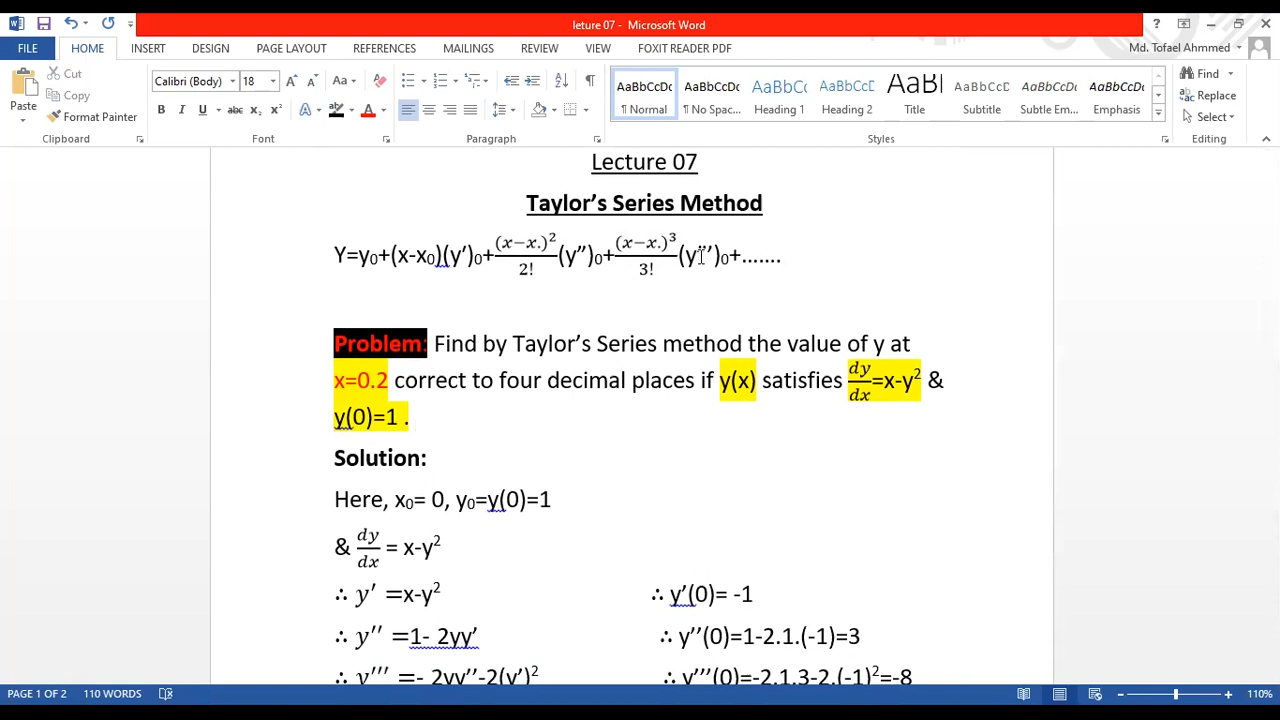 leture 07 - Microsoft Word
FILE HOME INSERT DESIGN PAGE LAYOUT REFERENCES MAILINGS REVIEW VIEW FOXIT READER PDF Md. Tofael Ahmmed
Paste Cut Copy Format Painter
Calibri (Body) 18
B I U abc x₂ x² A A
AaBbCcDc AaBbCcDc AaBbCc AaBbCcD AaBl AaBbCcD AaBbCcDc AaBbCcDc
¶ Normal ¶ No Spac... Heading 1 Heading 2 Title Subtitle Subtle Em... Emphasis
Find Replace Select
Clipboard Font Paragraph Styles Editing
Lecture 07
Taylor’s Series Method
Y=y₀+(x-x₀)(y’)₀+(x−x.)²/2!(y”)₀+(x−x.)³/3!(y”’)₀+.......
Problem: Find by Taylor’s Series method the value of y at
x=0.2 correct to four decimal places if y(x) satisfies dy/dx=x-y² &
y(0)=1 .
Solution:
Here, x₀= 0, y₀=y(0)=1
& dy/dx = x-y²
∴ y′ =x-y² ∴ y’(0)= -1
∴ y′′ =1- 2yy’ ∴ y’’(0)=1-2.1.(-1)=3
∴ y′′′ =- 2yy’’-2(y’)² ∴ y’’’(0)=-2.1.3-2.(-1)²=-8
PAGE 1 OF 2 110 WORDS 110%